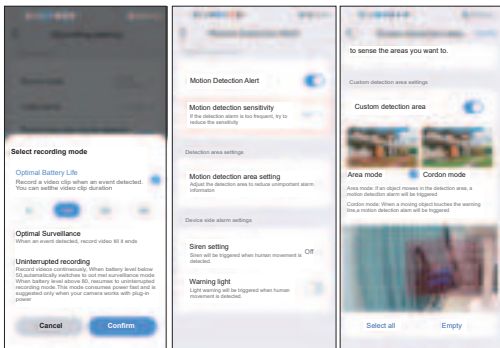 Select recording mode
Optimal Battery Life
Record a video clip when an event detected.
You can setfhe video clip duration
Optimal Surveillance
When an event detected, record video till it ends
Uninterrupted recording
Record videos continuously, When battery level below
50,automatically switches to oot met surveillance mode
When battery level above 80, resumes to uninterrupted
recording mode.This mode consumes power fast and is
suggested only when your camera works with plug-in
power
Cancel
Confirm
Motion Detection Alert
Motion detection sensitivity
If the detection alarm is too frequent, try to
reduce the sensitivity
Detection area settings
Motion detection area setting
Adjust the detection area to reduce unimportant alarm
information
Device side alarm settings
Siren setting
Siren will be triggered when human movement is
detected.
Off
Warning light
Light warning will be triggered when human
movement is detected.
to sense the areas you want to.
Custom detection area settings
Custom detection area
Area mode
Cordon mode
Area mode: If an object moves in the detection area, a
motion detection alarm will be triggered
Cordon mode: When a moving object touches the warning
line,a motion detection alarm will be triggered
Select all
Empty